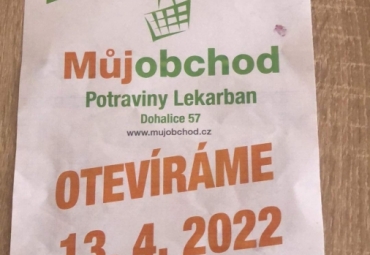 Můjobchod
Potraviny Lekarban
Dohalice 57
www.mujobchod.cz
OTEVÍRÁME
13. 4. 2022